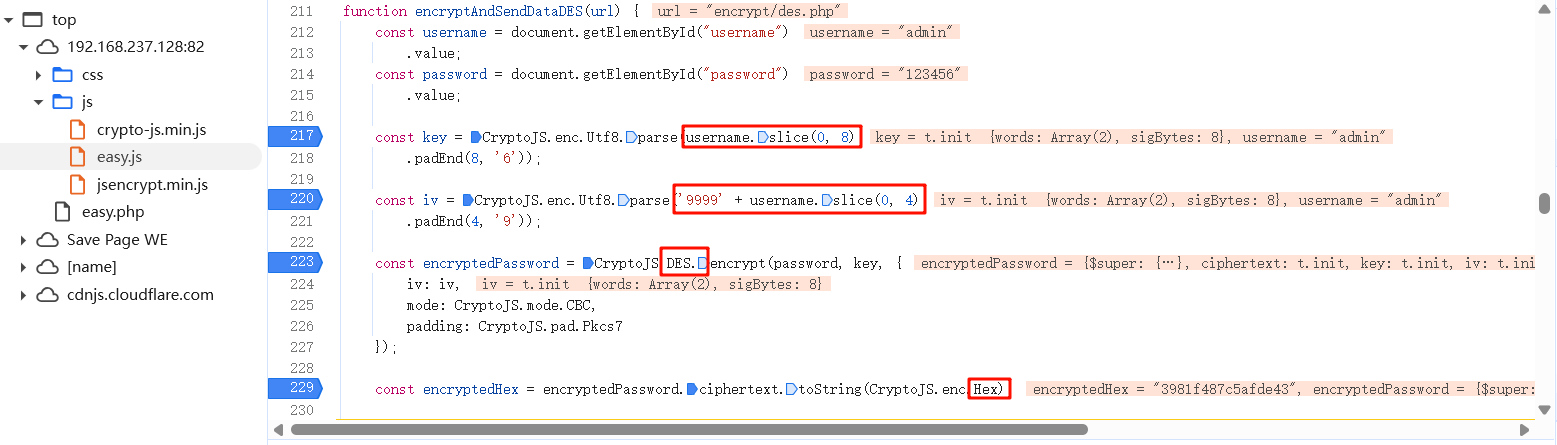 top
192.168.237.128:82
css
js
crypto-js.min.js
easy.js
jsencrypt.min.js
easy.php
Save Page WE
[name]
cdnjs.cloudflare.com
211 function encryptAndSendDataDES(url) { url = "encrypt/des.php"
212 const username = document.getElementById("username") username = "admin"
213 .value;
214 const password = document.getElementById("password") password = "123456"
215 .value;
216
217 const key = CryptoJS.enc.Utf8.parse(username.slice(0, 8) key = t.init {words: Array(2), sigBytes: 8}, username = "admin"
218 .padEnd(8, '6'));
219
220 const iv = CryptoJS.enc.Utf8.parse('9999' + username.slice(0, 4) iv = t.init {words: Array(2), sigBytes: 8}, username = "admin"
221 .padEnd(4, '9'));
222
223 const encryptedPassword = CryptoJS.DES.encrypt(password, key, { encryptedPassword = {$super: {…}, ciphertext: t.init, key: t.init, iv: t.ini
224 iv: iv, iv = t.init {words: Array(2), sigBytes: 8}
225 mode: CryptoJS.mode.CBC,
226 padding: CryptoJS.pad.Pkcs7
227 });
228
229 const encryptedHex = encryptedPassword.ciphertext.toString(CryptoJS.enc.Hex) encryptedHex = "3981f487c5afde43", encryptedPassword = {$super:
230